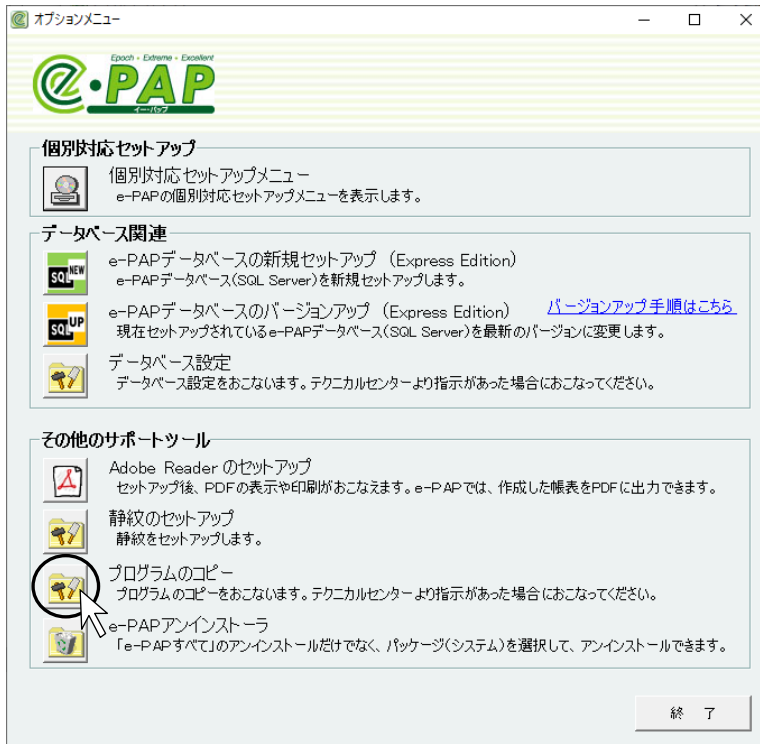 オプションメニュー
Epoch・Extreme・Excellent
e・PAP
イー・パップ
個別対応セットアップ
個別対応セットアップメニュー
e-PAPの個別対応セットアップメニューを表示します。
データベース関連
SQL NEW
e-PAPデータベースの新規セットアップ (Express Edition)
e-PAPデータベース(SQL Server)を新規セットアップします。
SQL UP
e-PAPデータベースのバージョンアップ (Express Edition) バージョンアップ手順はこちら
現在セットアップされているe-PAPデータベース(SQL Server)を最新のバージョンに変更します。
データベース設定
データベース設定をおこないます。テクニカルセンターより指示があった場合におこなってください。
その他のサポートツール
Adobe Reader のセットアップ
セットアップ後、PDFの表示や印刷がおこなえます。e-PAPでは、作成した帳表をPDFに出力できます。
静紋のセットアップ
静紋をセットアップします。
プログラムのコピー
プログラムのコピーをおこないます。テクニカルセンターより指示があった場合におこなってください。
e-PAPアンインストーラ
「e-PAPすべて」のアンインストールだけでなく、パッケージ(システム)を選択して、アンインストールできます。
終 了